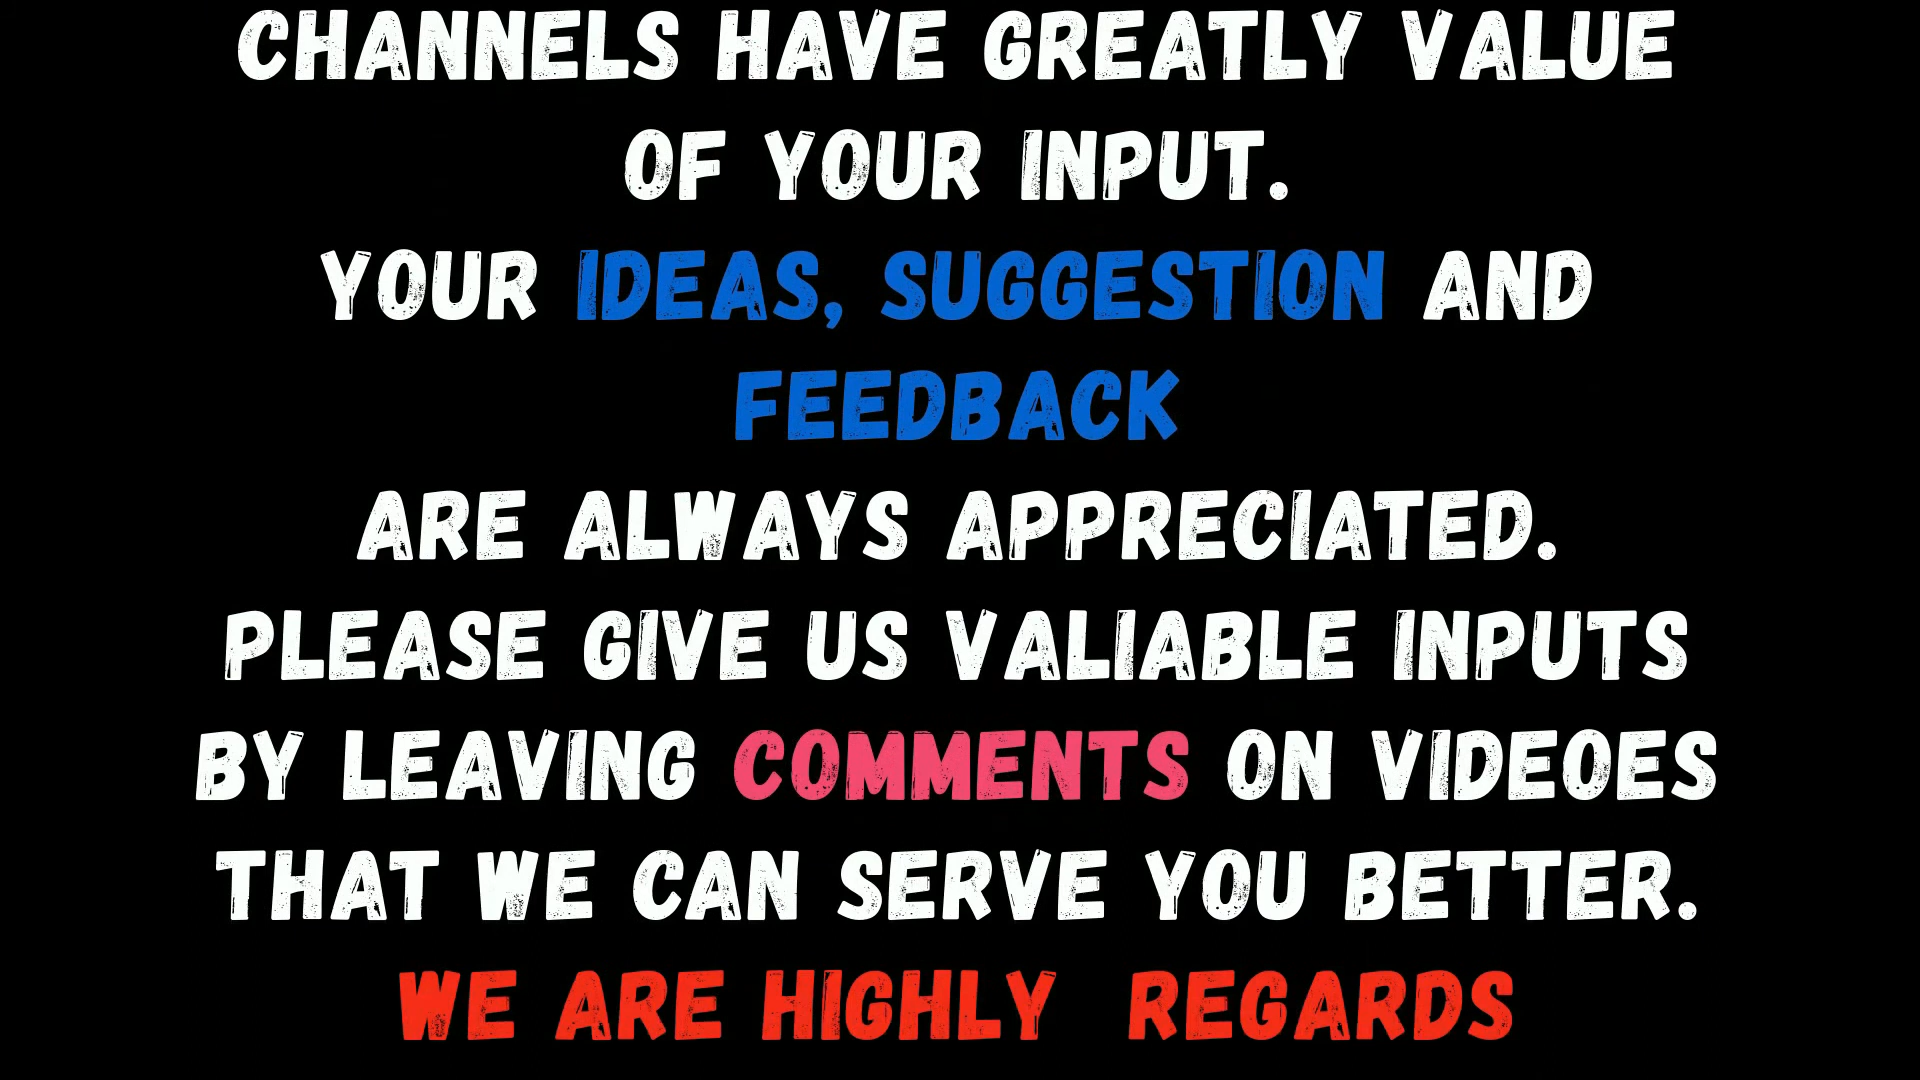 CHANNELS HAVE GREATLY VALUE
OF YOUR INPUT.
YOUR IDEAS, SUGGESTION AND
FEEDBACK
ARE ALWAYS APPRECIATED.
PLEASE GIVE US VALIABLE INPUTS
BY LEAVING COMMENTS ON VIDEOES
THAT WE CAN SERVE YOU BETTER.
WE ARE HIGHLY  REGARDS